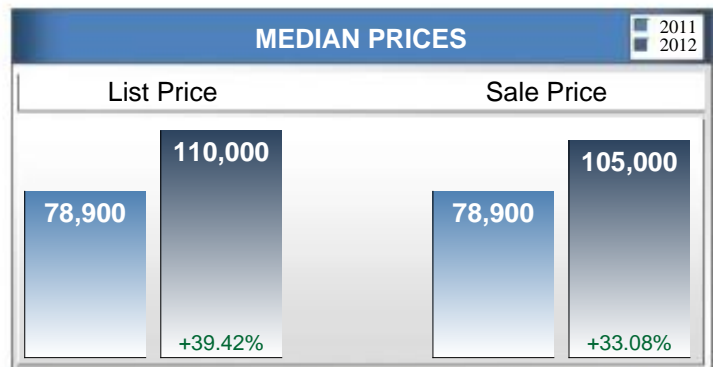 MEDIAN PRICES
2011
2012
List Price
Sale Price
78,900
110,000
+39.42%
78,900
105,000
+33.08%